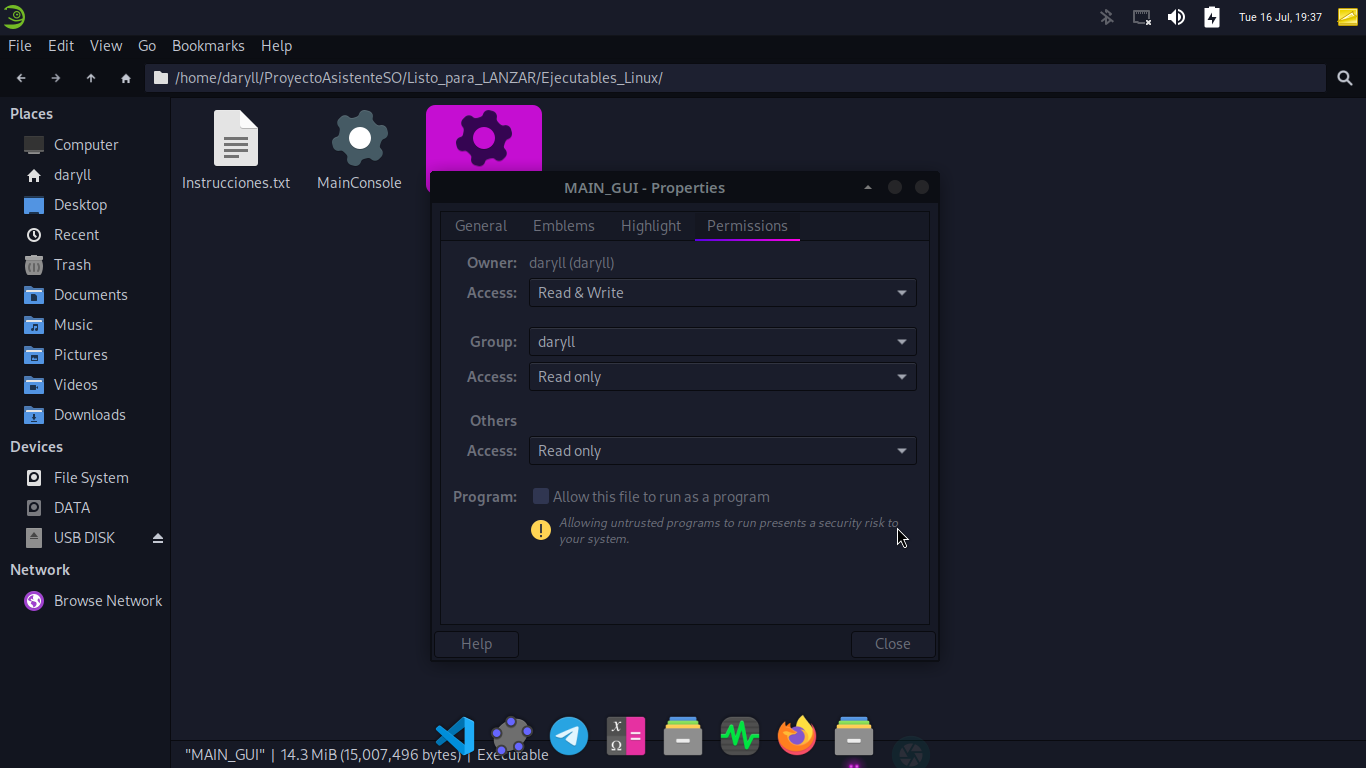 Tue 16 Jul, 19:37
File Edit View Go Bookmarks Help
/home/daryll/ProyectoAsistenteSO/Listo_para_LANZAR/Ejecutables_Linux/
Places
Computer
daryll
Desktop
Recent
Trash
Documents
Music
Pictures
Videos
Downloads
Devices
File System
DATA
USB DISK
Network
Browse Network
Instrucciones.txt
MainConsole
MAIN_GUI - Properties
General Emblems Highlight Permissions
Owner: daryll (daryll)
Access: Read & Write
Group: daryll
Access: Read only
Others
Access: Read only
Program: Allow this file to run as a program
Allowing untrusted programs to run presents a security risk to
your system.
Help Close
X
Ω =
"MAIN_GUI" | 14.3 MiB (15,007,496 bytes) | Executable